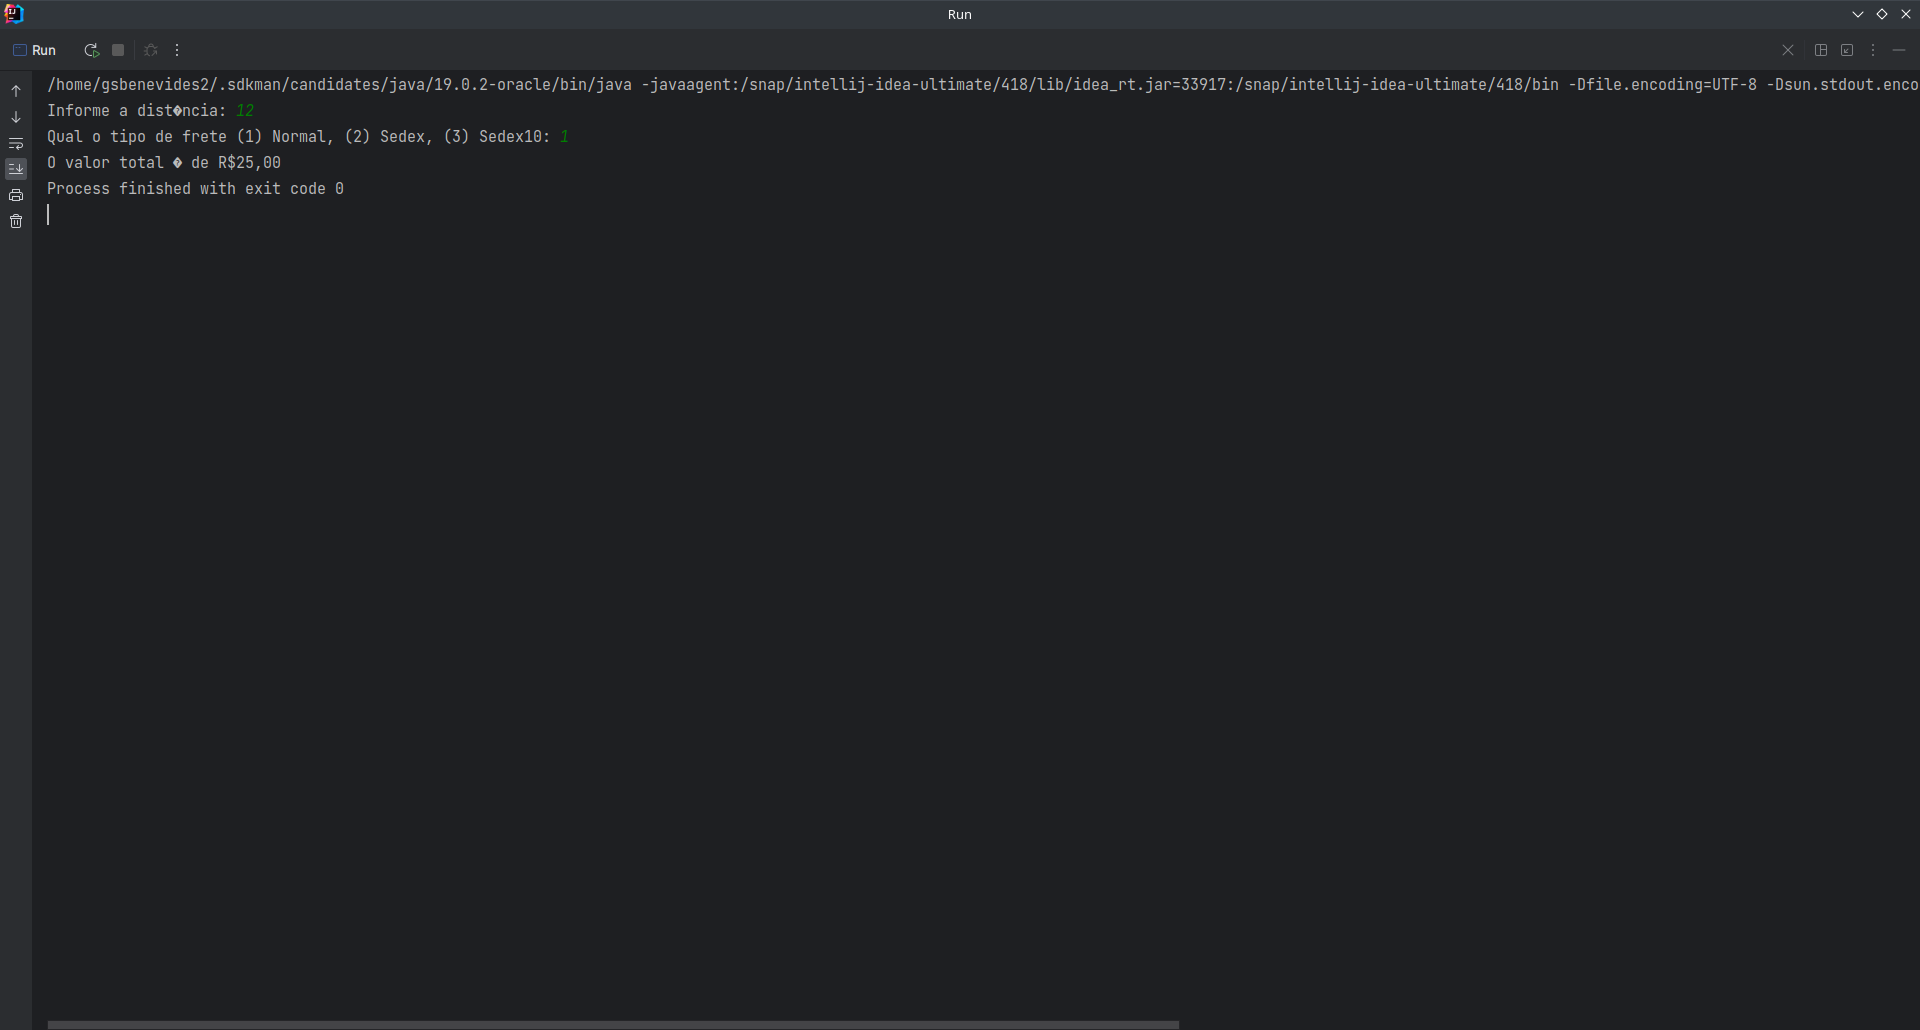 Run
Run
/home/gsbenevides2/.sdkman/candidates/java/19.0.2-oracle/bin/java -javaagent:/snap/intellij-idea-ultimate/418/lib/idea_rt.jar=33917:/snap/intellij-idea-ultimate/418/bin -Dfile.encoding=UTF-8 -Dsun.stdout.enco
Informe a dist�ncia: 12
Qual o tipo de frete (1) Normal, (2) Sedex, (3) Sedex10: 1
O valor total � de R$25,00
Process finished with exit code 0